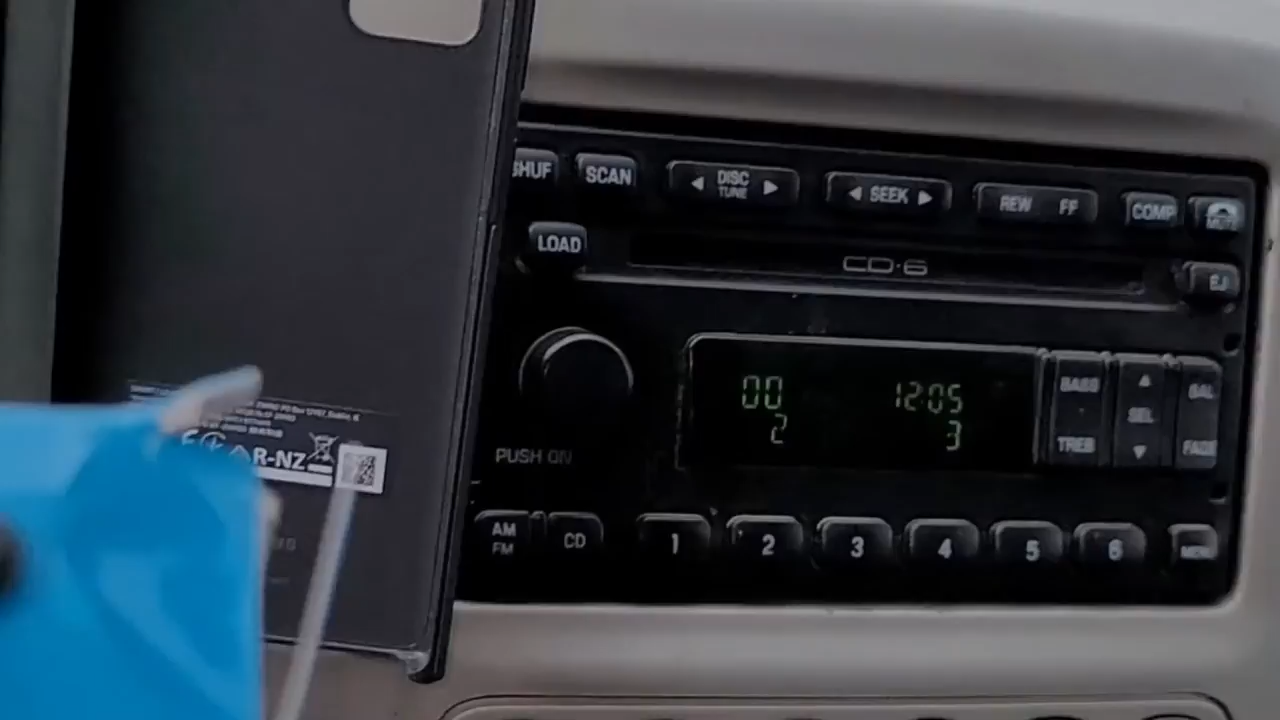 SHUF
SCAN
DISC
TUNE
SEEK
REW FF
COMP
LOAD
CD·6
EJ
00 12:05
2 3
BASS
TREB
SEL
BAL
FADE
PUSH ON
AM
FM
CD
1 2 3 4 5 6
MENU
R-NZ